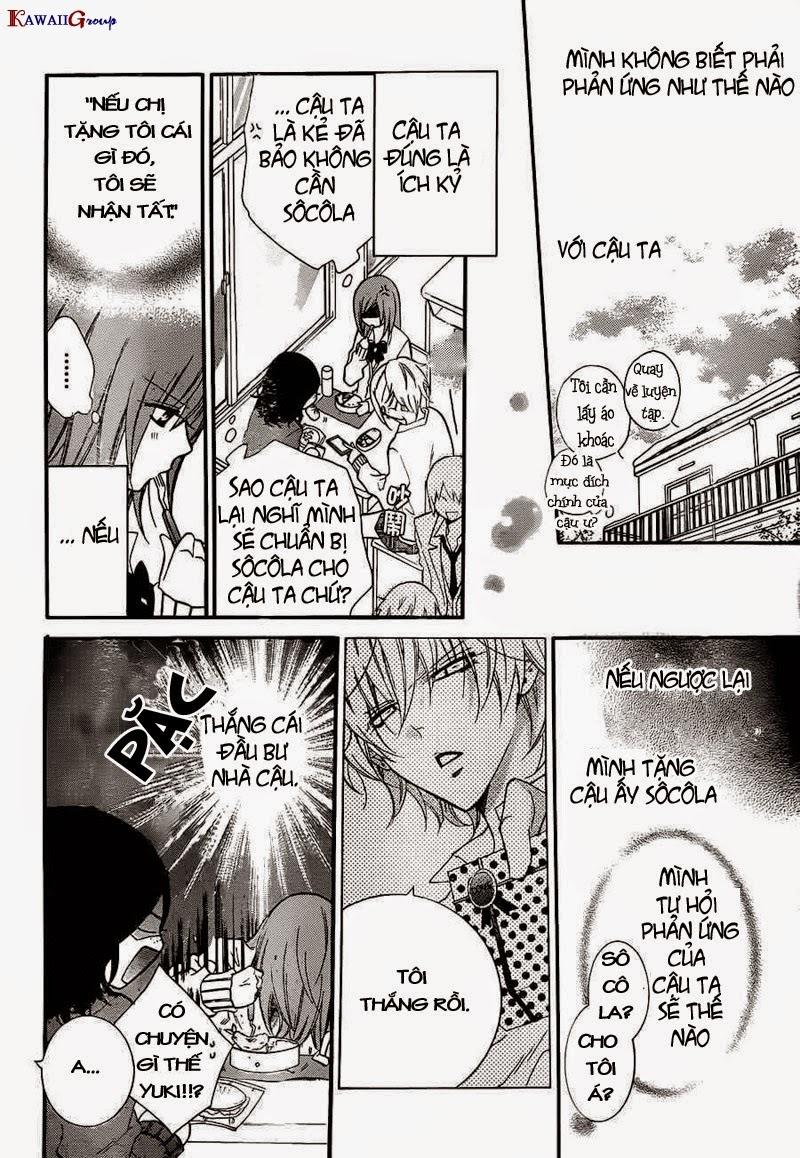 KAWAIIGroup
MÌNH KHÔNG BIẾT PHẢI
PHẢN ỨNG NHƯ THẾ NÀO
VỚI CẬU TA
Quay
về luyện
tập.
Tôi cần
lấy áo
khoác
Đó là
mục đích
chính của
cậu ư?
CẬU TA
ĐÚNG LÀ
ÍCH KỶ
... CẬU TA
LÀ KẺ ĐÃ
BẢO KHÔNG
CẦN
SÔCÔLA
SAO CẬU TA
LẠI NGHĨ MÌNH
SẼ CHUẨN BỊ
SÔCÔLA CHO
CẬU TA CHỨ?
"NẾU CHỊ
TẶNG TÔI CÁI
GÌ ĐÓ,
TÔI SẼ
NHẬN TẤT."
... NẾU
NẾU NGƯỢC LẠI
MÌNH TẶNG
CẬU ẤY SÔCÔLA
MÌNH
TỰ HỎI
PHẢN ỨNG
CỦA
CẬU TA
SẼ THẾ
NÀO
SÔ
CÔ
LA?
CHO
TÔI
Á?
TÔI
THẮNG RỒI.
PẶC
THẮNG CÁI
ĐẦU BƯ
NHÀ CẬU.
CÓ
CHUYỆN
GÌ THẾ
YUKI!!?
A...